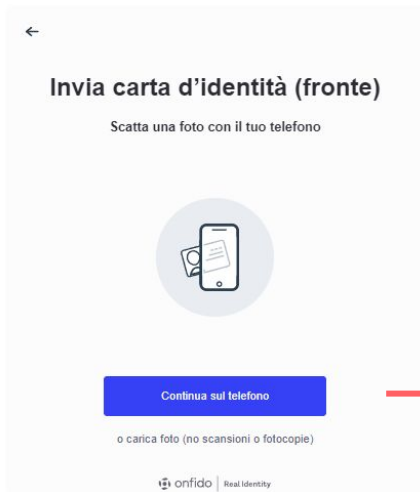 Invia carta d'identità (fronte)
Scatta una foto con il tuo telefono
Continua sul telefono
o carica foto (no scansioni o fotocopie)
onfido | Real Identity